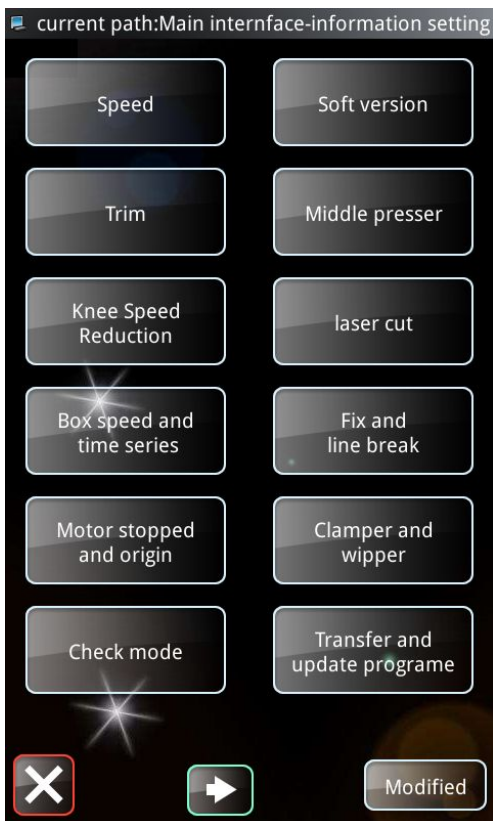 current path:Main internface-information setting
Speed
Soft version
Trim
Middle presser
Knee Speed
Reduction
laser cut
Box speed and
time series
Fix and
line break
Motor stopped
and origin
Clamper and
wipper
Check mode
Transfer and
update programe
Modified